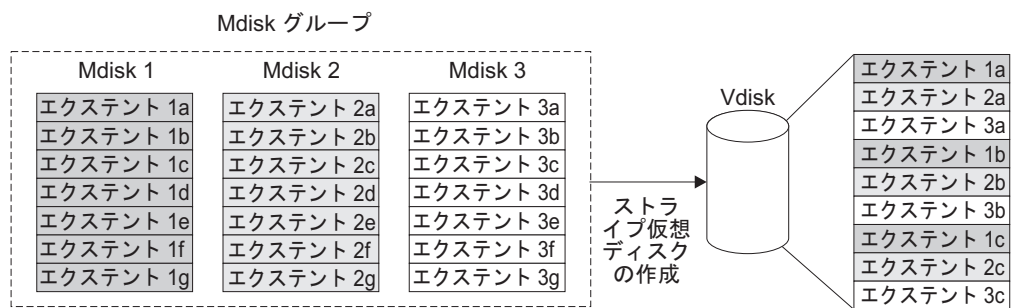 Mdisk グループ
Mdisk 1
エクステント 1a
エクステント 1b
エクステント 1c
エクステント 1d
エクステント 1e
エクステント 1f
エクステント 1g
Mdisk 2
エクステント 2a
エクステント 2b
エクステント 2c
エクステント 2d
エクステント 2e
エクステント 2f
エクステント 2g
Mdisk 3
エクステント 3a
エクステント 3b
エクステント 3c
エクステント 3d
エクステント 3e
エクステント 3f
エクステント 3g
ストラ
イプ仮想
ディスク
の作成
Vdisk
エクステント 1a
エクステント 2a
エクステント 3a
エクステント 1b
エクステント 2b
エクステント 3b
エクステント 1c
エクステント 2c
エクステント 3c